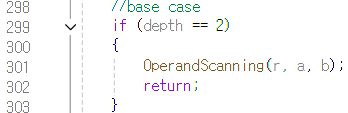 298 //base case
299 if (depth == 2)
300 {
301 OperandScanning(r, a, b);
302 return;
303 }